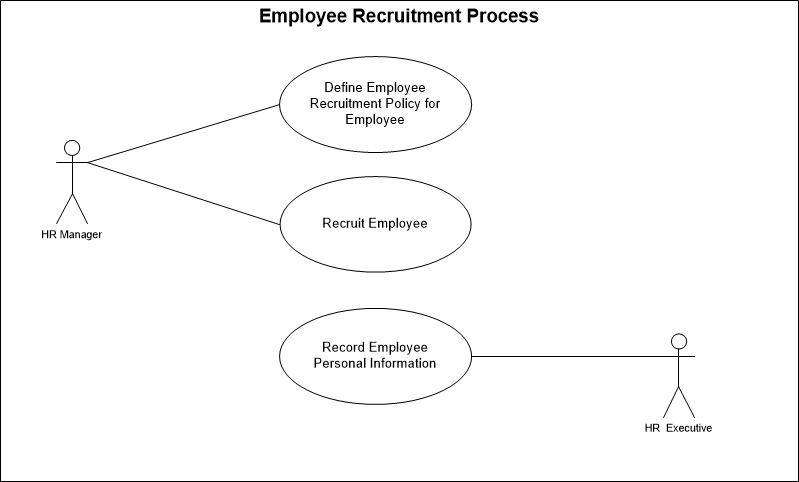 Employee Recruitment Process
Define Employee
Recruitment Policy for
Employee
HR Manager
Recruit Employee
Record Employee
Personal Information
HR Executive